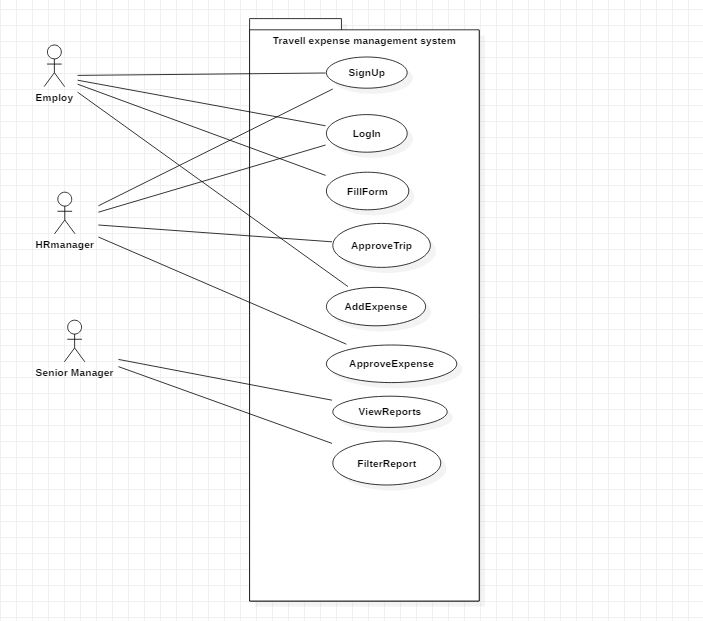 Travell expense management system
SignUp
Employ
LogIn
FillForm
HRmanager
ApproveTrip
AddExpense
ApproveExpense
Senior Manager
ViewReports
FilterReport